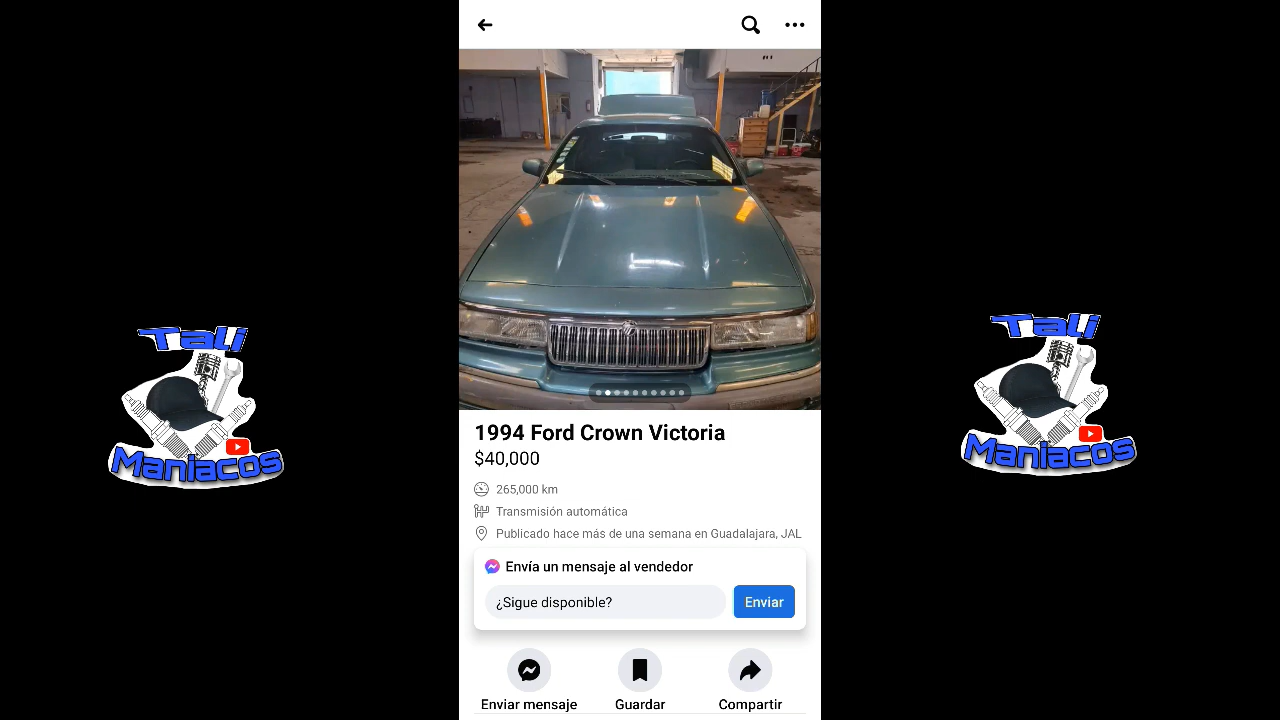 1994 Ford Crown Victoria
$40,000
265,000 km
Transmisión automática
Publicado hace más de una semana en Guadalajara, JAL
Envía un mensaje al vendedor
¿Sigue disponible?
Enviar
Enviar mensaje
Guardar
Compartir
Tali
Maniacos
Tali
Maniacos